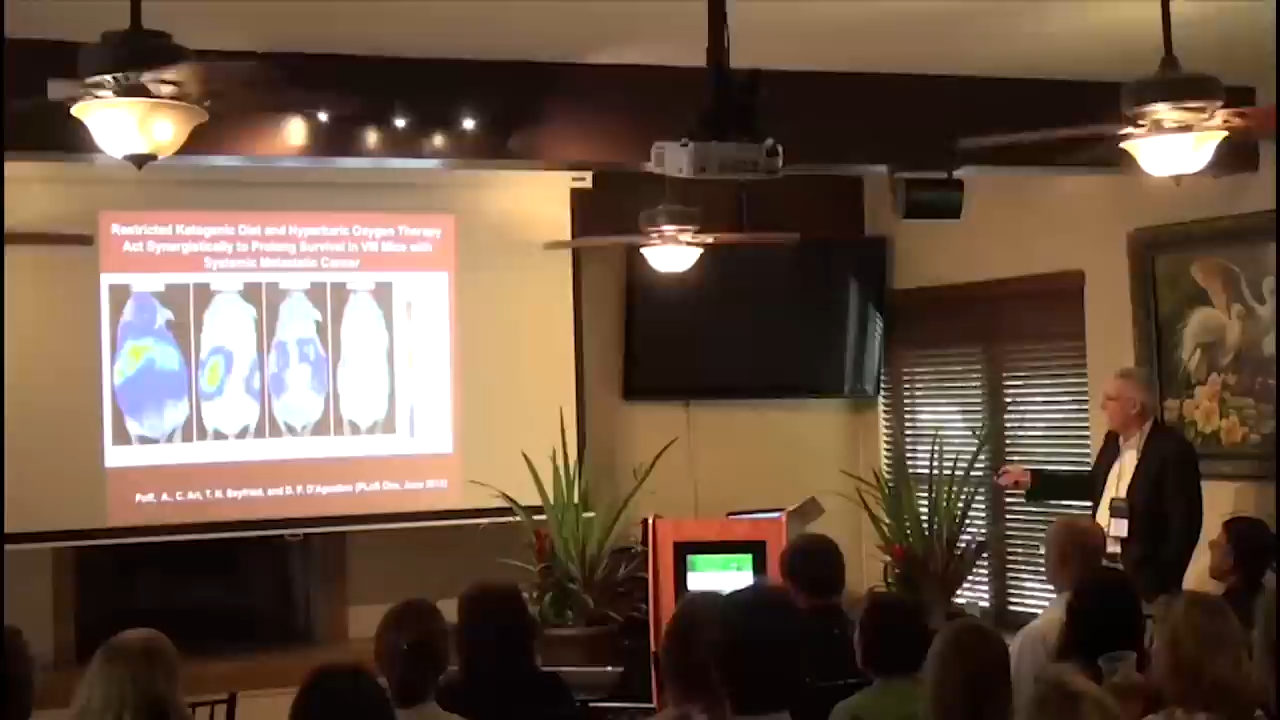 Restricted Ketogenic Diet and Hyperbaric Oxygen Therapy
Act Synergistically to Prolong Survival in VM Mice with
Systemic Metastatic Cancer
Poff, A., C. Ari, T. N. Seyfried, and D. P. D'Agostino (PLoS One, June 2013)